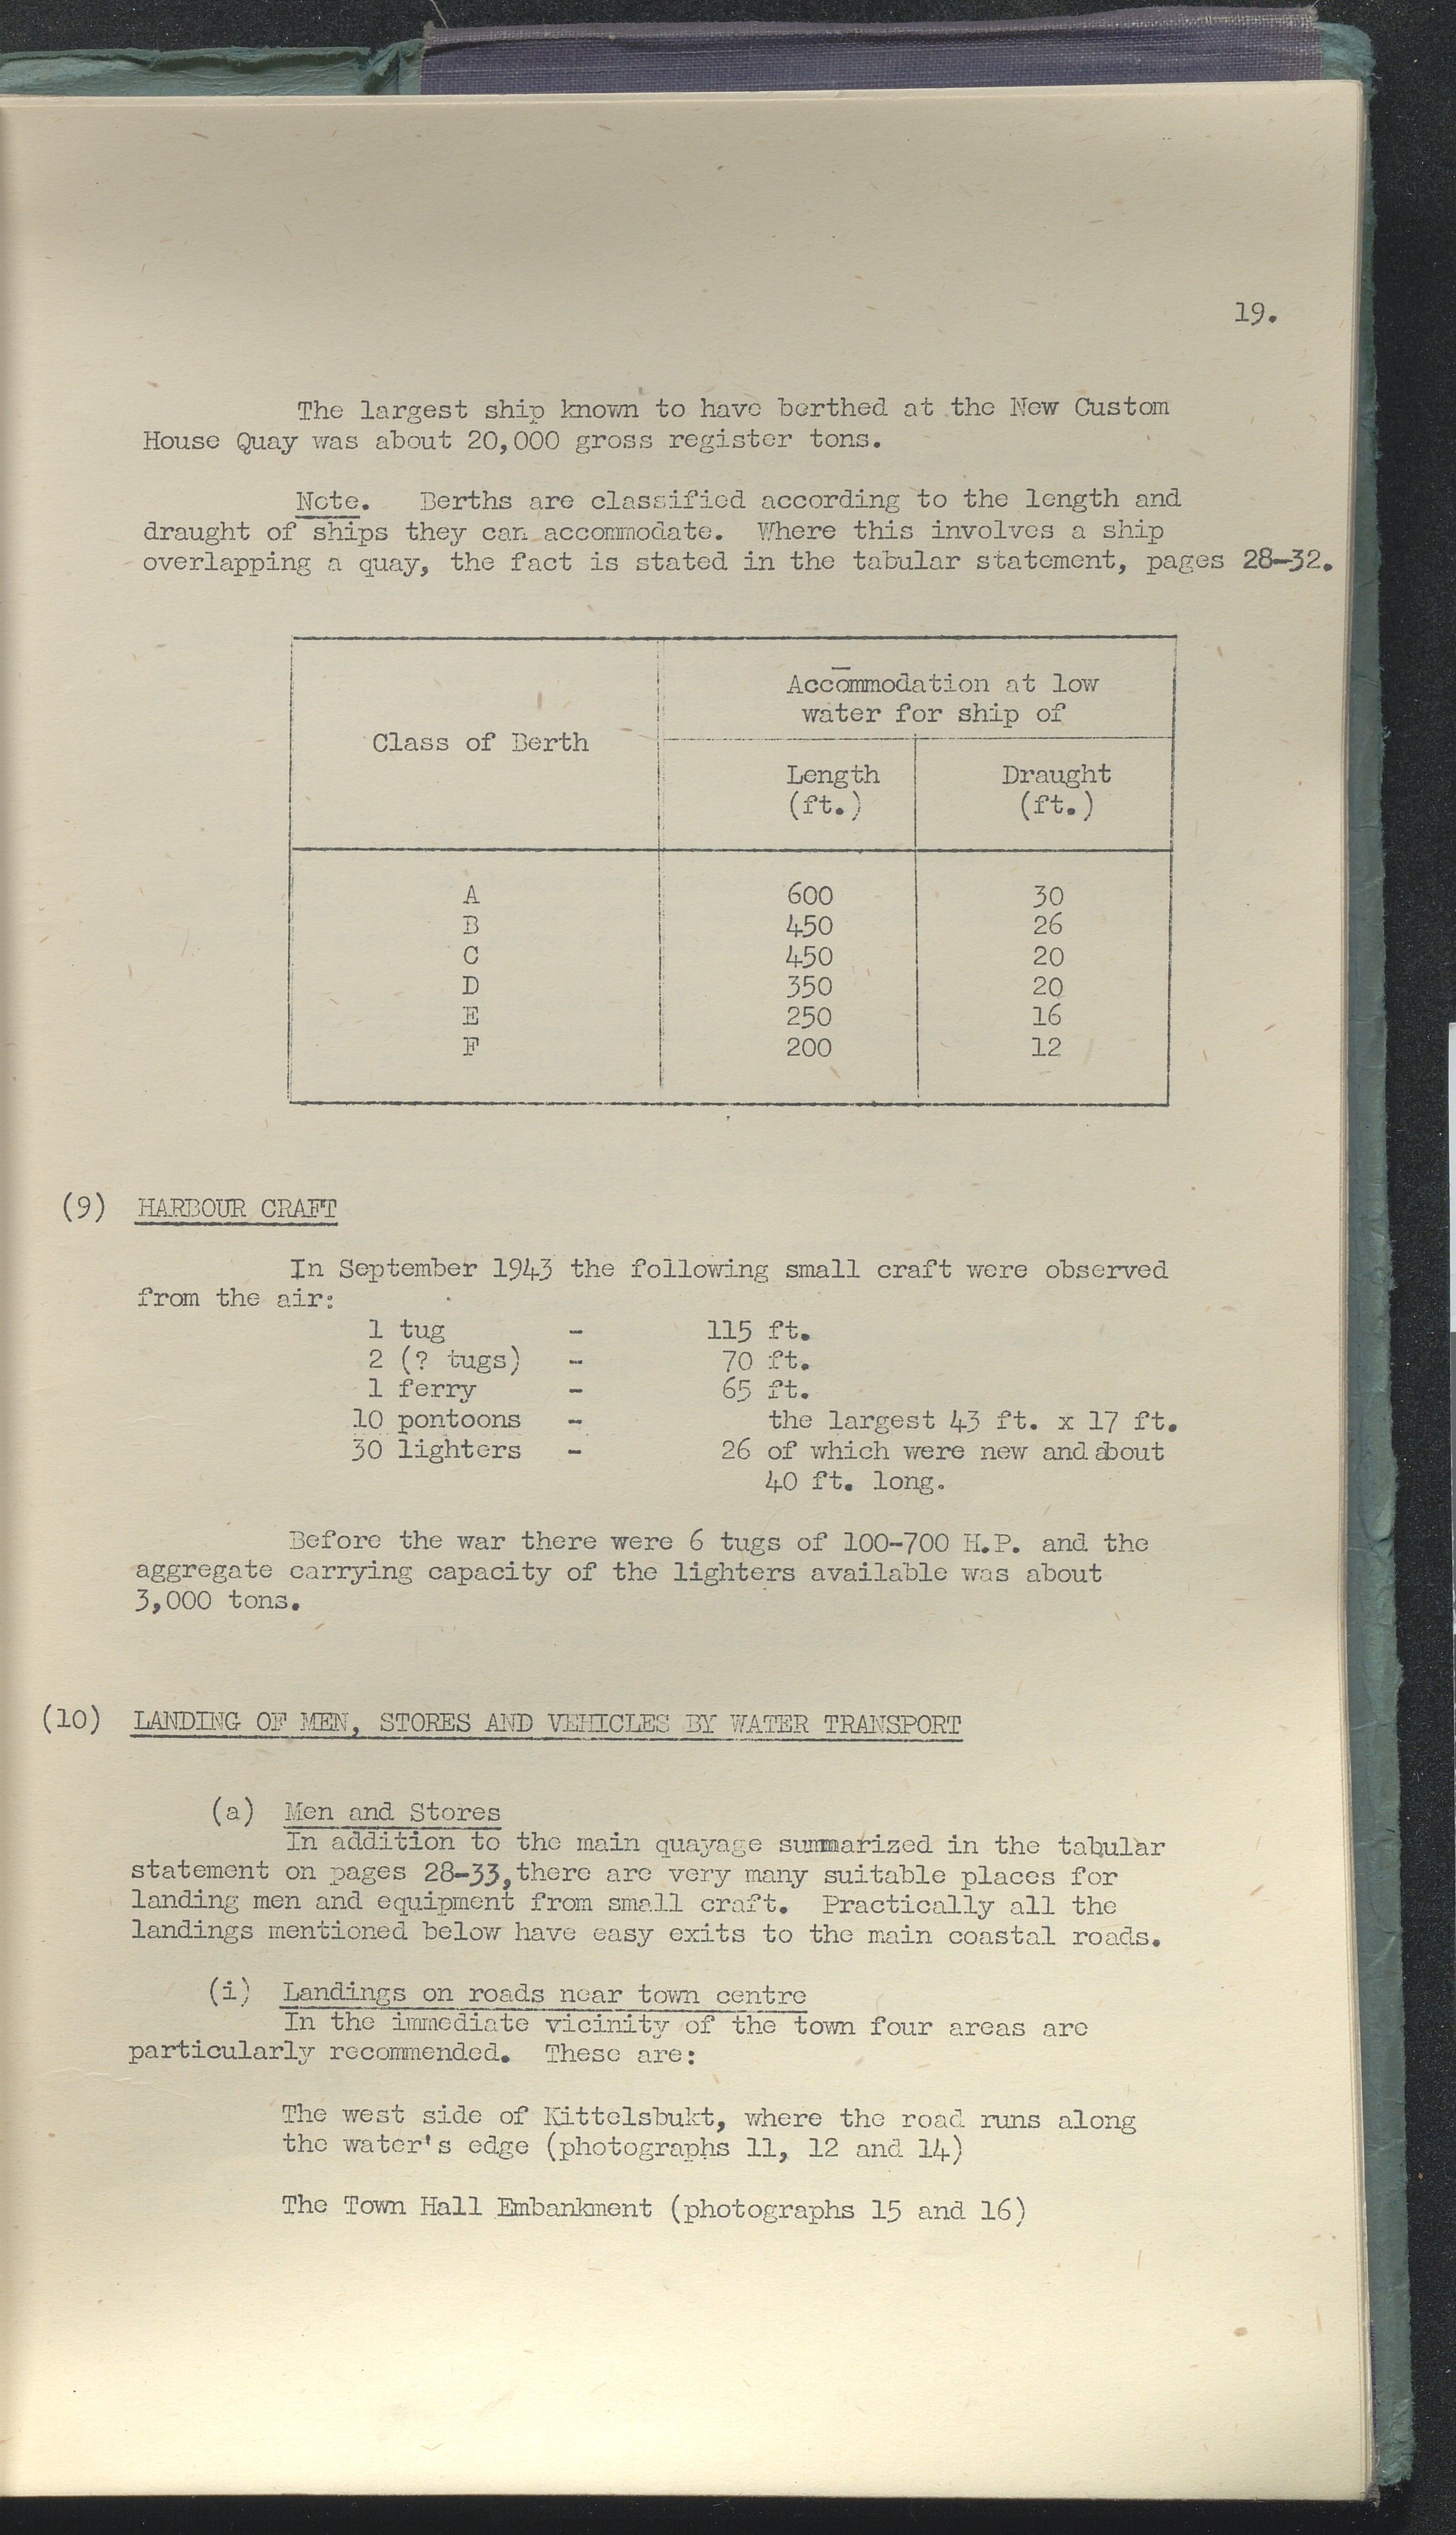 19.
The largest ship known to have berthed at the New Custom
House Quay was about 20,000 gross register tons.
Note. Berths are classified according to the length and
draught of ships they can accommodate. Where this involves a ship
overlapping a quay, the fact is stated in the tabular statement, pages 28-32.
Accommodation at low
water for ship of
Class of Berth
Length Draught
(ft.) (ft.)
A 600 30
B 450 26
C 450 20
D 350 20
E 250 16
F 200 12
(9) HARBOUR CRAFT
In September 1943 the following small craft were observed
from the air:
1 tug - 115 ft.
2 (? tugs) - 70 ft.
1 ferry - 65 ft.
10 pontoons - the largest 43 ft. x 17 ft.
30 lighters - 26 of which were new and about
40 ft. long.
Before the war there were 6 tugs of 100-700 H.P. and the
aggregate carrying capacity of the lighters available was about
3,000 tons.
(10) LANDING OF MEN, STORES AND VEHICLES BY WATER TRANSPORT
(a) Men and Stores
In addition to the main quayage summarized in the tabular
statement on pages 28-33, there are very many suitable places for
landing men and equipment from small craft. Practically all the
landings mentioned below have easy exits to the main coastal roads.
(i) Landings on roads near town centre
In the immediate vicinity of the town four areas are
particularly recommended. These are:
The west side of Kittelsbukt, where the road runs along
the water's edge (photographs 11, 12 and 14)
The Town Hall Embankment (photographs 15 and 16)